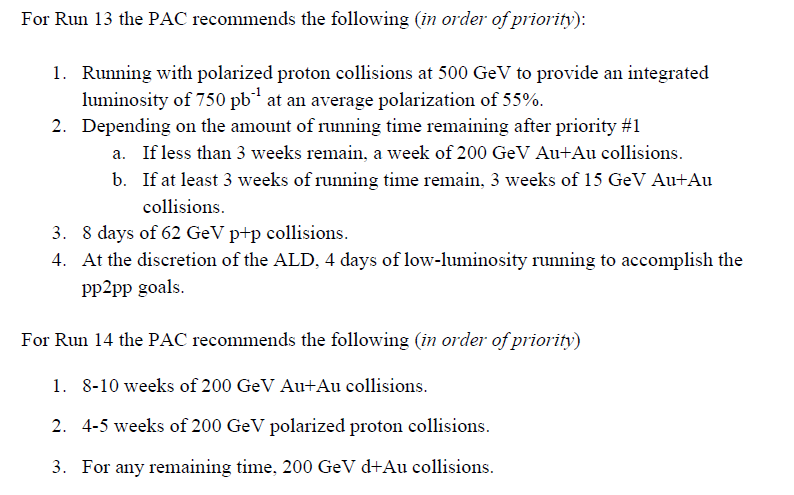 For Run 13 the PAC recommends the following (in order of priority):
1. Running with polarized proton collisions at 500 GeV to provide an integrated
luminosity of 750 pb⁻¹ at an average polarization of 55%.
2. Depending on the amount of running time remaining after priority #1
a. If less than 3 weeks remain, a week of 200 GeV Au+Au collisions.
b. If at least 3 weeks of running time remain, 3 weeks of 15 GeV Au+Au
collisions.
3. 8 days of 62 GeV p+p collisions.
4. At the discretion of the ALD, 4 days of low-luminosity running to accomplish the
pp2pp goals.
For Run 14 the PAC recommends the following (in order of priority)
1. 8-10 weeks of 200 GeV Au+Au collisions.
2. 4-5 weeks of 200 GeV polarized proton collisions.
3. For any remaining time, 200 GeV d+Au collisions.